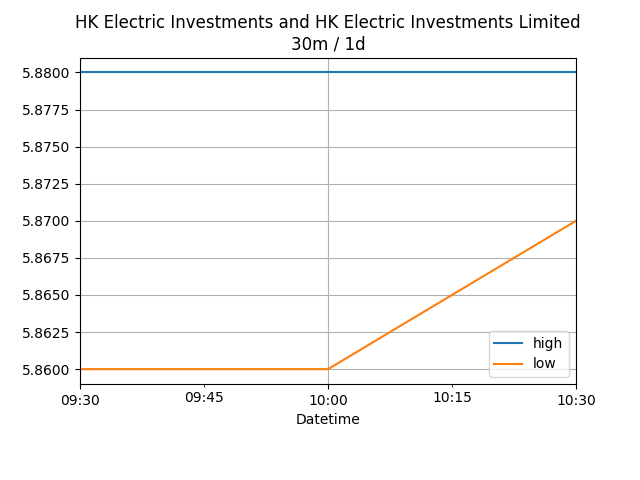 HK Electric Investments and HK Electric Investments Limited
30m / 1d
5.8800
5.8775
5.8750
5.8725
5.8700
5.8675
5.8650
5.8625
5.8600
high
low
09:30
09:45
10:00
10:15
10:30
Datetime